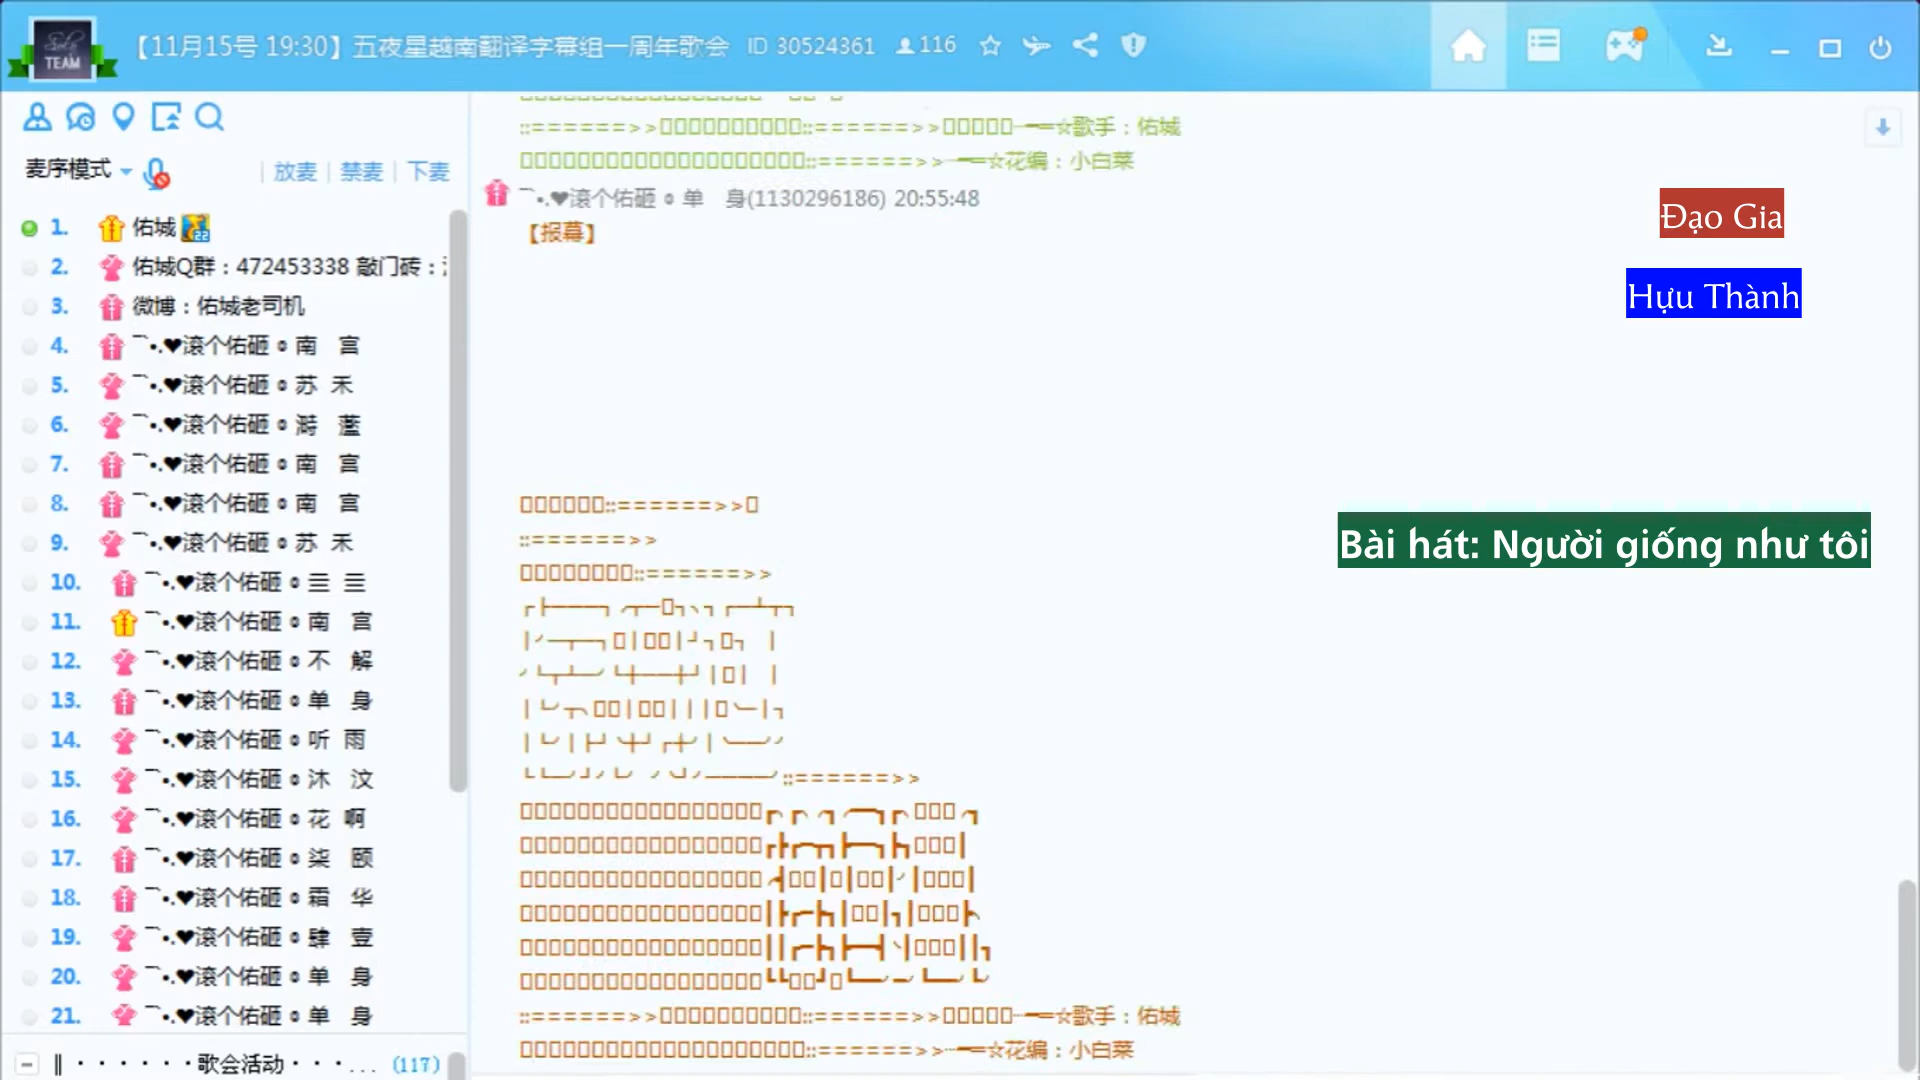 Solo
TEAM
【11月15号 19:30】五夜星越南翻译字幕组一周年歌会 ID 30524361 116
麦序模式 放麦 禁麦 下麦
1. 佑城 22
2. 佑城Q群：472453338 敲门砖：
3. 微博：佑城老司机
4. ⌒•.♥滚个佑砸 南 宫
5. ⌒•.♥滚个佑砸 苏 禾
6. ⌒•.♥滚个佑砸
7. ⌒•.♥滚个佑砸 南 宫
8. ⌒•.♥滚个佑砸 南 宫
9. ⌒•.♥滚个佑砸 苏 禾
10. ⌒•.♥滚个佑砸
11. ⌒•.♥滚个佑砸 南 宫
12. ⌒•.♥滚个佑砸 不 解
13. ⌒•.♥滚个佑砸 单 身
14. ⌒•.♥滚个佑砸 听 雨
15. ⌒•.♥滚个佑砸 沐 汶
16. ⌒•.♥滚个佑砸 花 啊
17. ⌒•.♥滚个佑砸 柒 颐
18. ⌒•.♥滚个佑砸 霜 华
19. ⌒•.♥滚个佑砸 肆 壹
20. ⌒•.♥滚个佑砸 单 身
21. ⌒•.♥滚个佑砸 单 身
‖ · · · · · · 歌会活动 · · · ... (117)
::======>> ::======>> ☆歌手：佑城
::======>> ☆花编：小白菜
⌒•.♥滚个佑砸 单 身(1130296186) 20:55:48
【报幕】
::======>>
::======>>
::======>>
::======>>
::======>> ::======>> ☆歌手：佑城
::======>> ☆花编：小白菜
Đạo Gia
Hựu Thành
Bài hát: Người giống như tôi